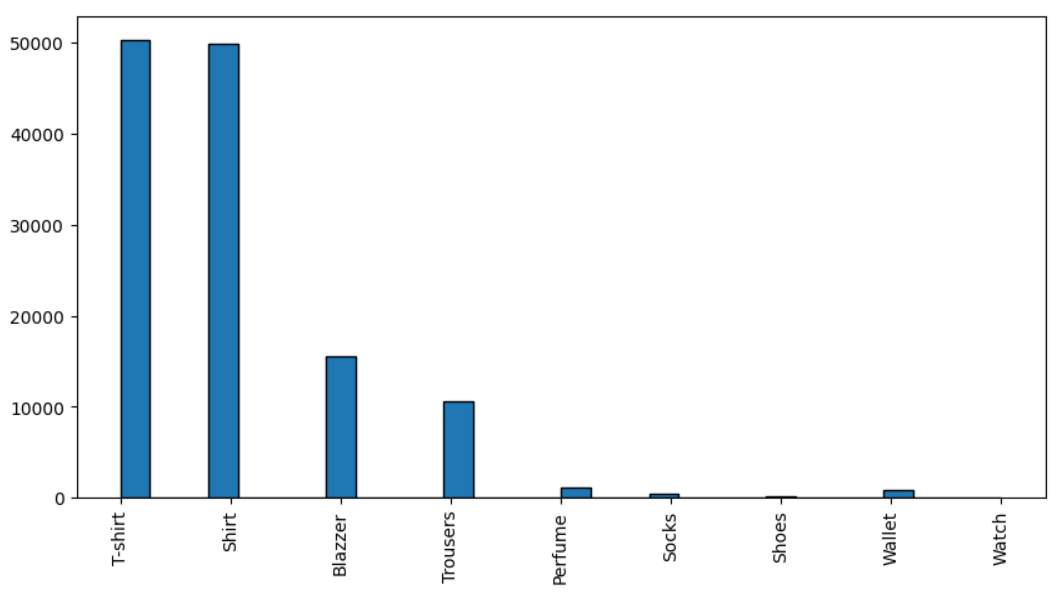 50000
40000
30000
20000
10000
0
T-shirt
Shirt
Blazzer
Trousers
Perfume
Socks
Shoes
Wallet
Watch